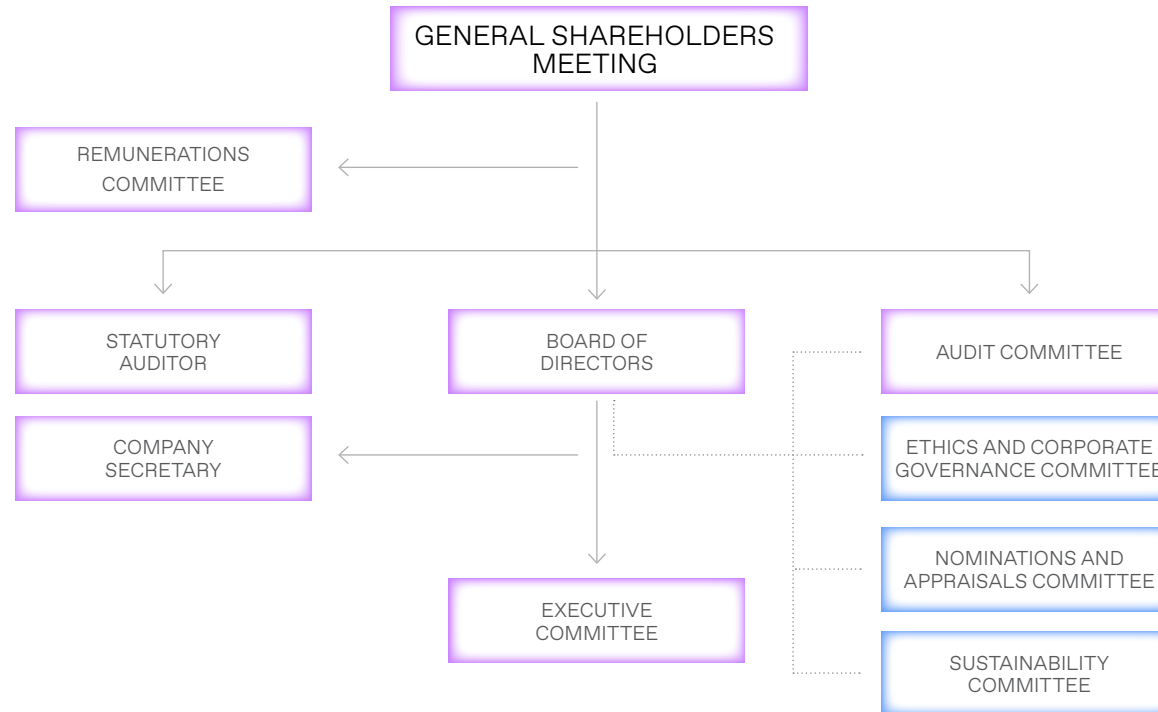 GENERAL SHAREHOLDERS
MEETING
REMUNERATIONS
COMMITTEE
STATUTORY
AUDITOR
BOARD OF
DIRECTORS
AUDIT COMMITTEE
COMPANY
SECRETARY
ETHICS AND CORPORATE
GOVERNANCE COMMITTEE
NOMINATIONS AND
APPRAISALS COMMITTEE
EXECUTIVE
COMMITTEE
SUSTAINABILITY
COMMITTEE